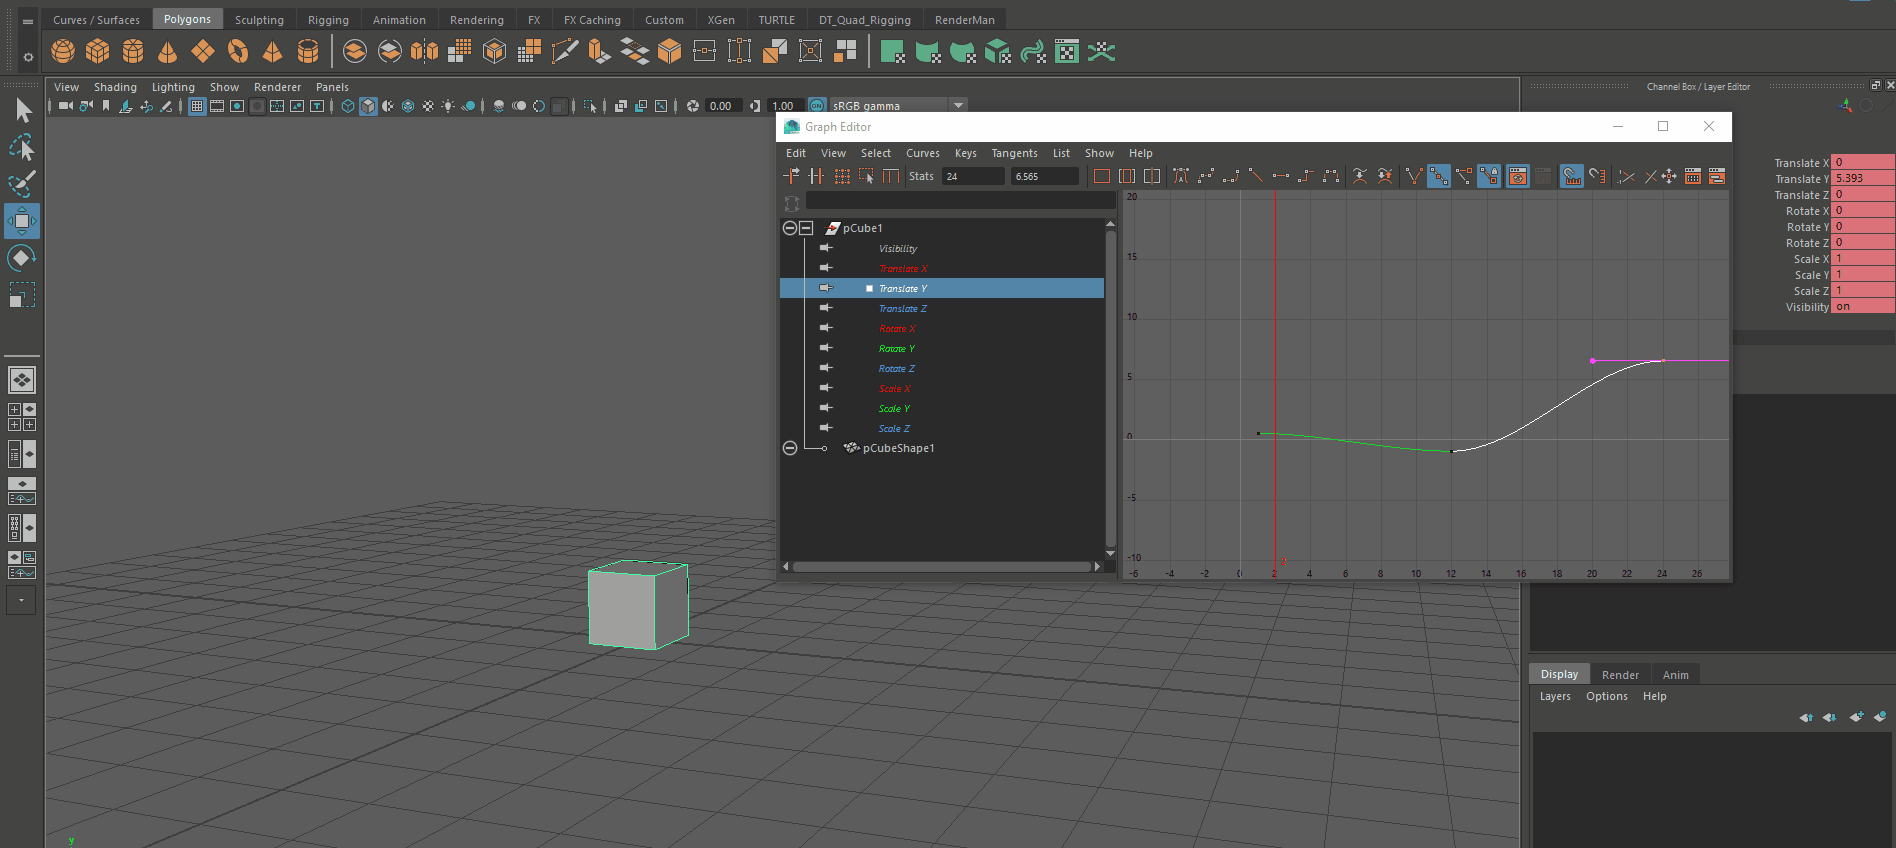 Curves / Surfaces Polygons Sculpting Rigging Animation Rendering FX FX Caching Custom XGen TURTLE DT_Quad_Rigging RenderMan
View Shading Lighting Show Renderer Panels
Channel Box / Layer Editor
0.00 1.00 ON sRGB gamma
Graph Editor
Edit View Select Curves Keys Tangents List Show Help
Stats 24 6.565
Translate X 0
Translate Y 5.393
Translate Z 0
Rotate X 0
Rotate Y 0
Rotate Z 0
Scale X 1
Scale Y 1
Scale Z 1
Visibility on
pCube1
Visibility
Translate X
Translate Y
Translate Z
Rotate X
Rotate Y
Rotate Z
Scale X
Scale Y
Scale Z
pCubeShape1
20
15
10
5
0
-5
-10
2
-6 -4 -2 0 2 4 6 8 10 12 14 16 18 20 22 24 26
Display Render Anim
Layers Options Help
y